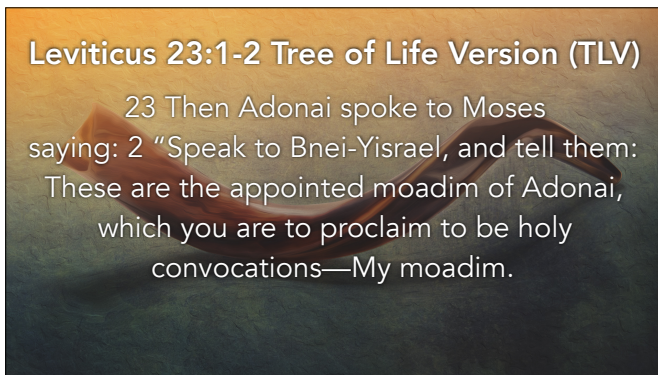 Leviticus 23:1-2 Tree of Life Version (TLV)
23 Then Adonai spoke to Moses
saying: 2 “Speak to Bnei-Yisrael, and tell them:
These are the appointed moadim of Adonai,
which you are to proclaim to be holy
convocations—My moadim.